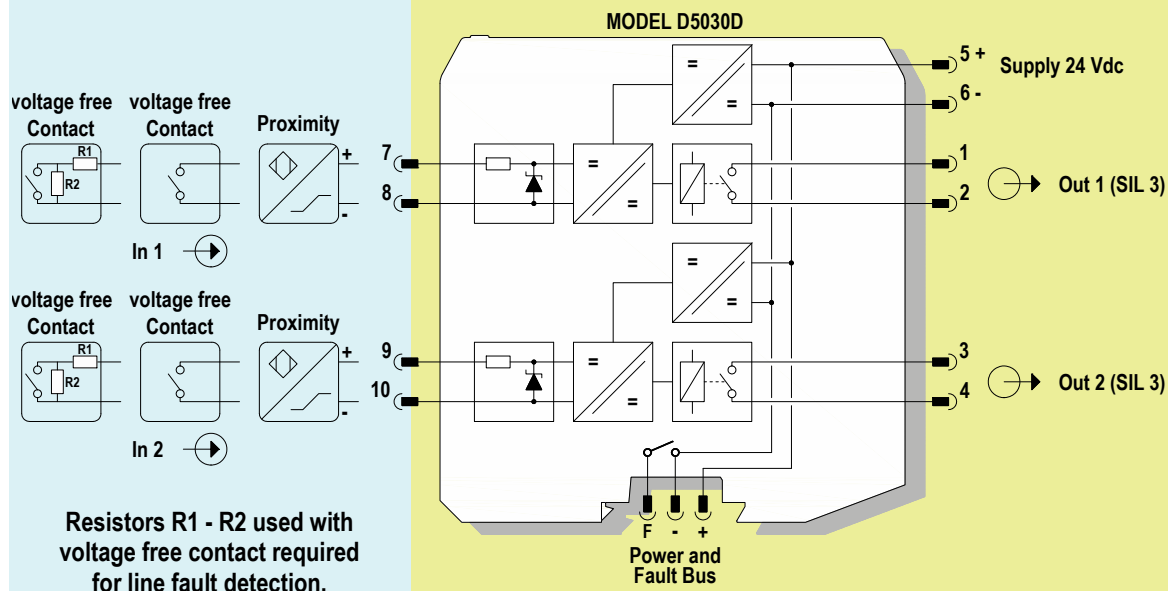 MODEL D5030D
5 +
Supply 24 Vdc
6 -
voltage free
Contact
voltage free
Contact
Proximity
R1
R2
+
-
7
8
1
2
Out 1 (SIL 3)
In 1
voltage free
Contact
voltage free
Contact
Proximity
R1
R2
+
-
9
10
3
4
Out 2 (SIL 3)
In 2
F - +
Power and
Fault Bus
Resistors R1 - R2 used with
voltage free contact required
for line fault detection.